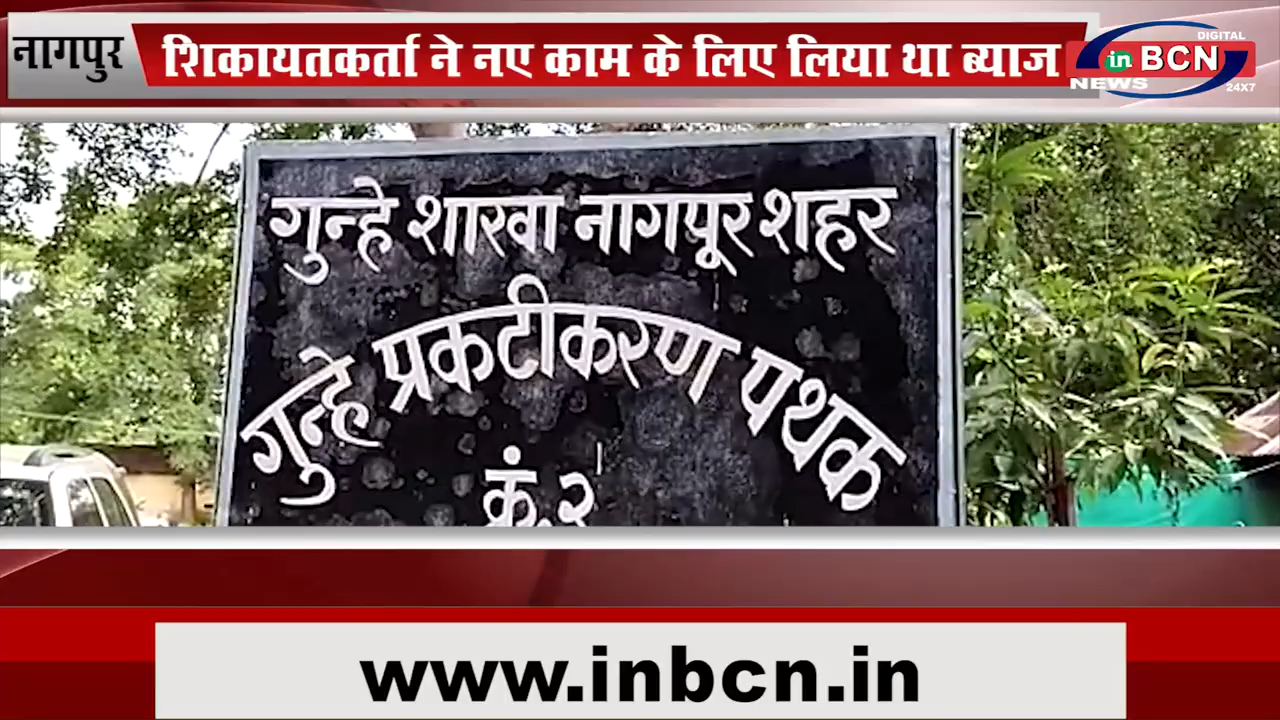 नागपुर
शिकायतकर्ता ने नए काम के लिए लिया था ब्याज
DIGITAL
in BCN
NEWS
24X7
गुन्हे शाखा नागपूर शहर
गुन्हे प्रकटीकरण पथक
कं.२
www.inbcn.in